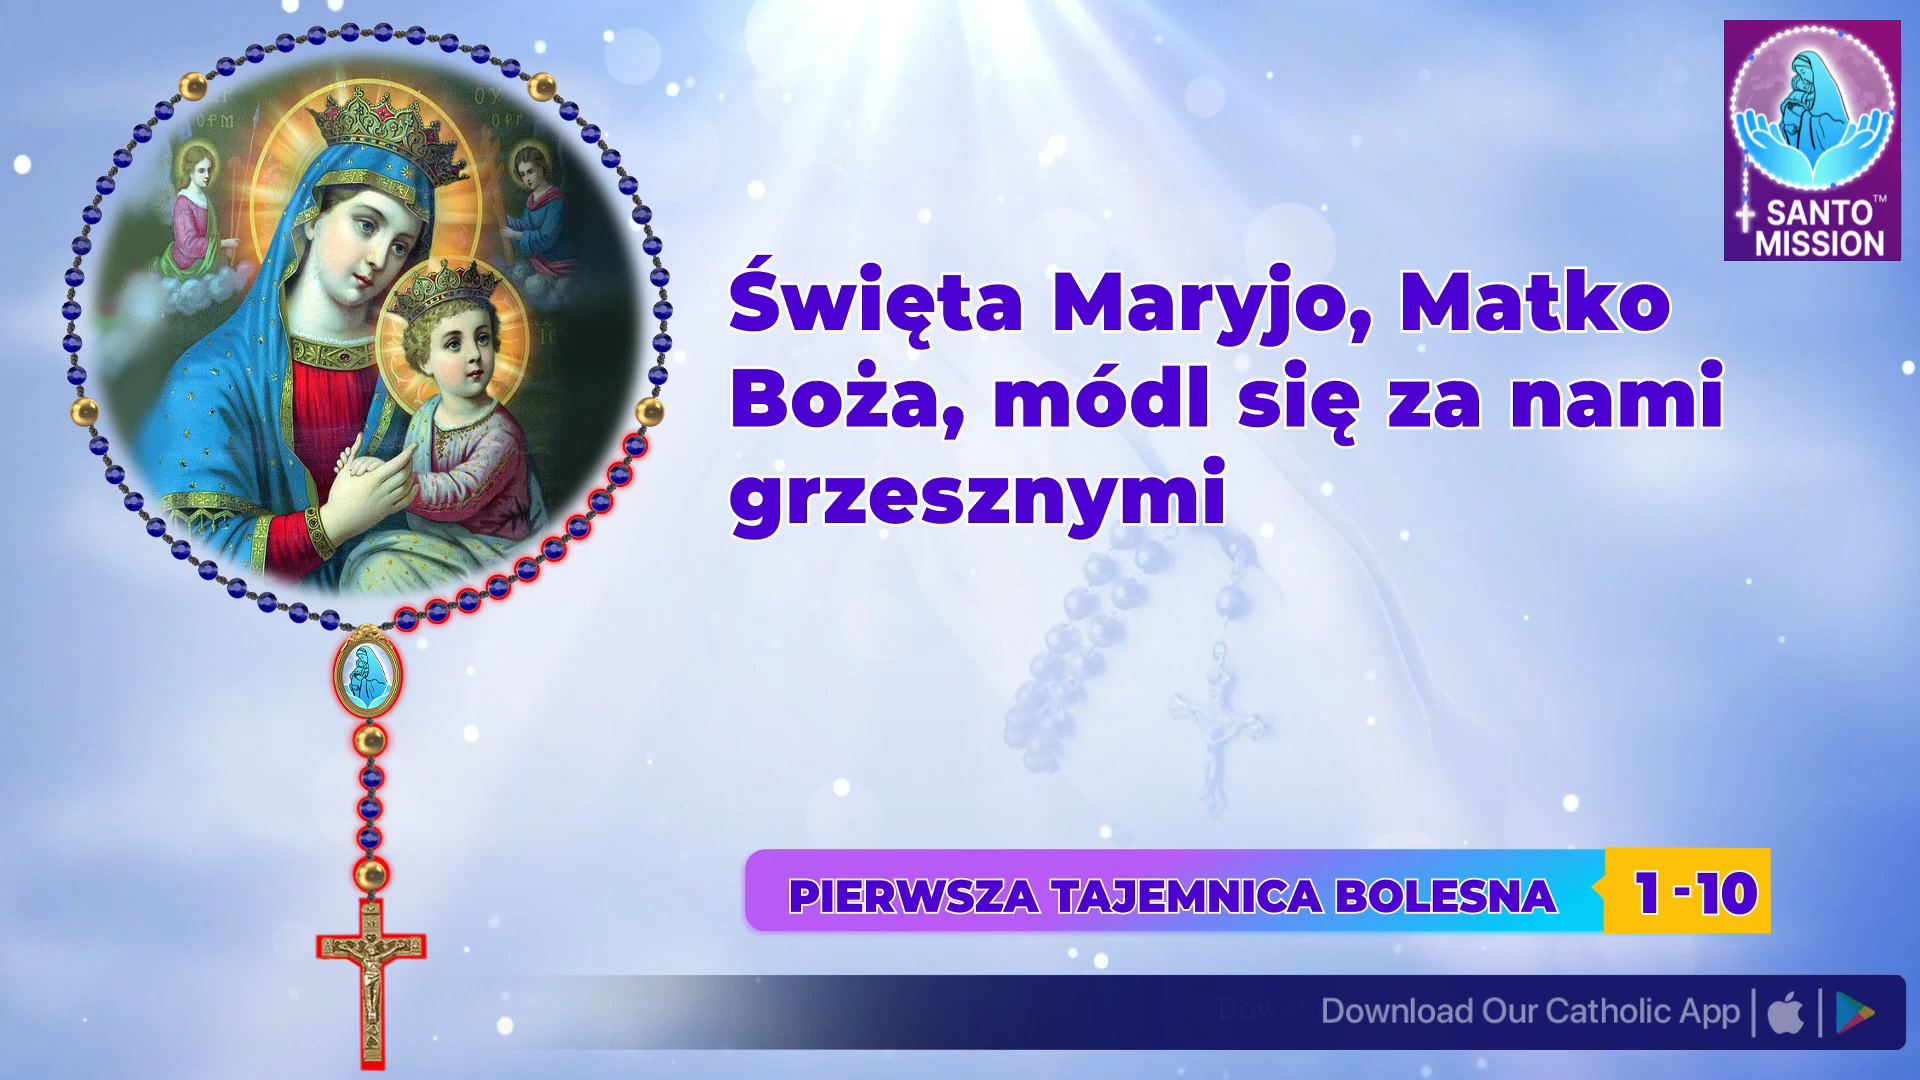 SANTO™
MISSION
Święta Maryjo, Matko
Boża, módl się za nami
grzesznymi
PIERWSZA TAJEMNICA BOLESNA
1 - 10
Download Our Catholic App